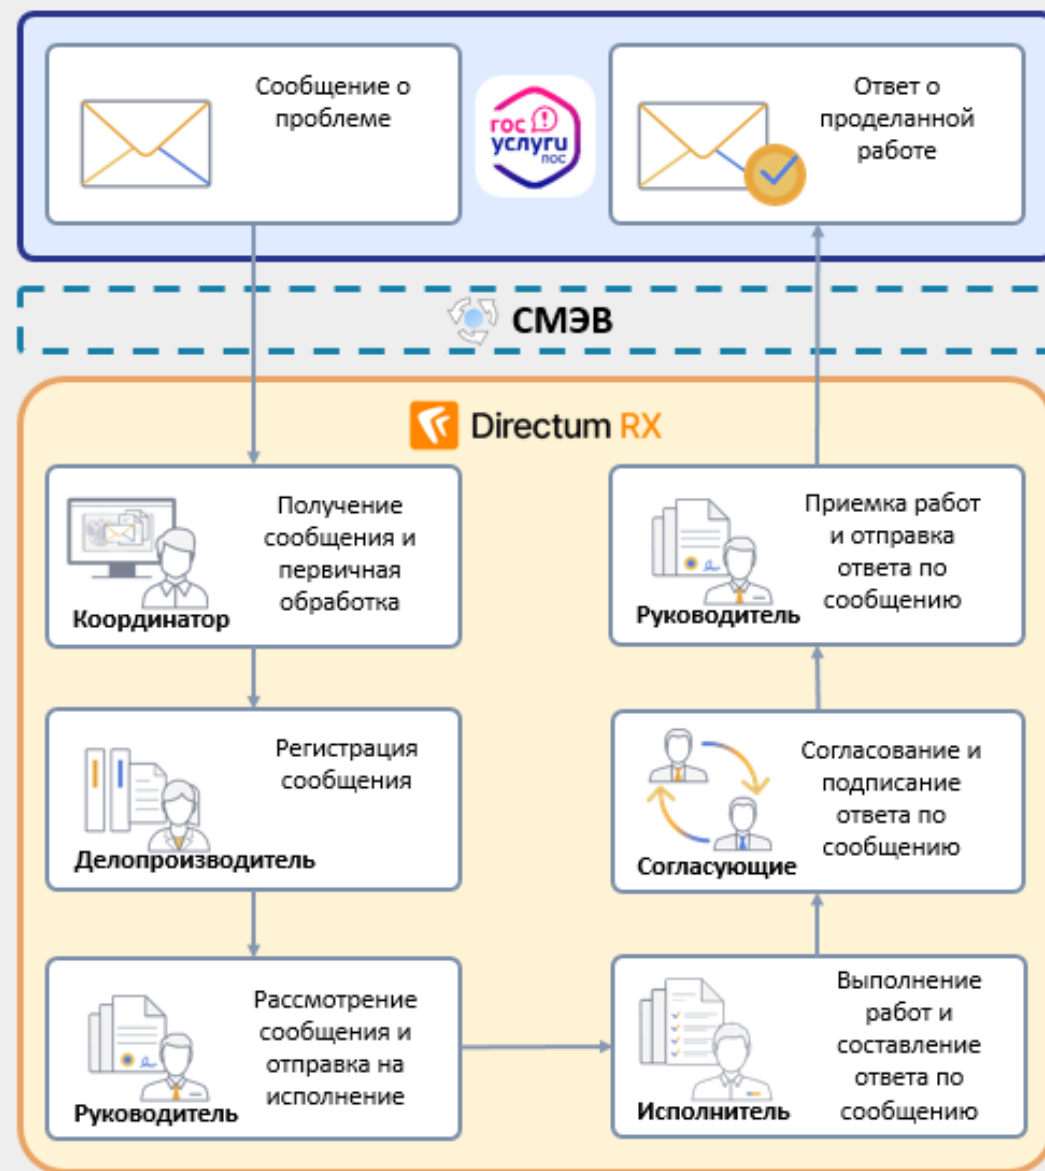 Сообщение о
проблеме
гос
услуги
пос
Ответ о
проделанной
работе
СМЭВ
Directum RX
Получение
сообщения и
первичная
обработка
Координатор
Регистрация
сообщения
Делопроизводитель
Рассмотрение
сообщения и
отправка на
исполнение
Руководитель
Выполнение
работ и
составление
ответа по
сообщению
Исполнитель
Согласование и
подписание
ответа по
сообщению
Согласующие
Приемка работ
и отправка
ответа по
сообщению
Руководитель